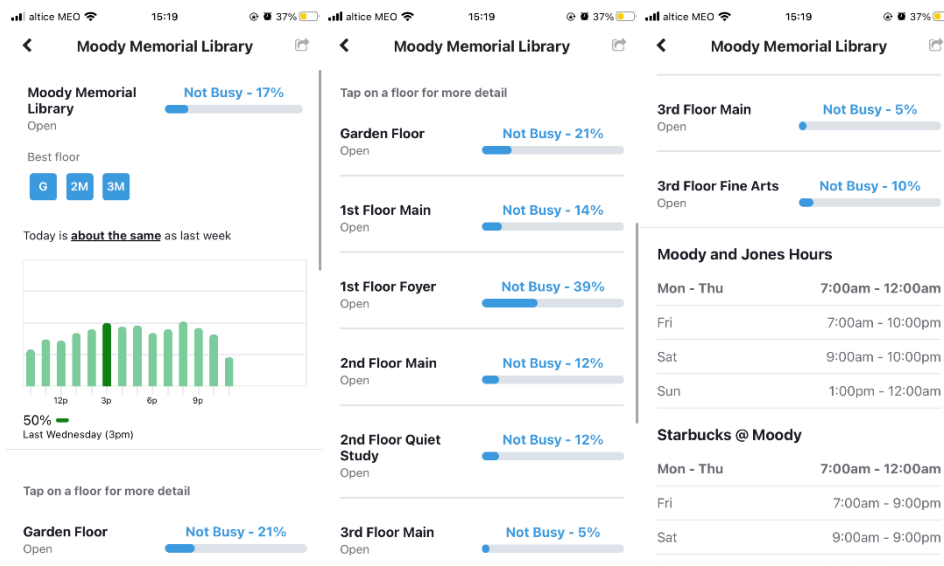 altice MEO 15:19 37%
Moody Memorial Library
Moody Memorial
Library
Not Busy - 17%
Open
Best floor
G 2M 3M
Today is about the same as last week
12p 3p 6p 9p
50%
Last Wednesday (3pm)
Tap on a floor for more detail
Garden Floor Not Busy - 21%
Open
altice MEO 15:19 37%
Moody Memorial Library
Tap on a floor for more detail
Garden Floor Not Busy - 21%
Open
1st Floor Main Not Busy - 14%
Open
1st Floor Foyer Not Busy - 39%
Open
2nd Floor Main Not Busy - 12%
Open
2nd Floor Quiet
Study
Not Busy - 12%
Open
3rd Floor Main Not Busy - 5%
Open
altice MEO 15:19 37%
Moody Memorial Library
3rd Floor Main Not Busy - 5%
Open
3rd Floor Fine Arts Not Busy - 10%
Open
Moody and Jones Hours
Mon - Thu 7:00am - 12:00am
Fri 7:00am - 10:00pm
Sat 9:00am - 10:00pm
Sun 1:00pm - 12:00am
Starbucks @ Moody
Mon - Thu 7:00am - 12:00am
Fri 7:00am - 9:00pm
Sat 9:00am - 9:00pm